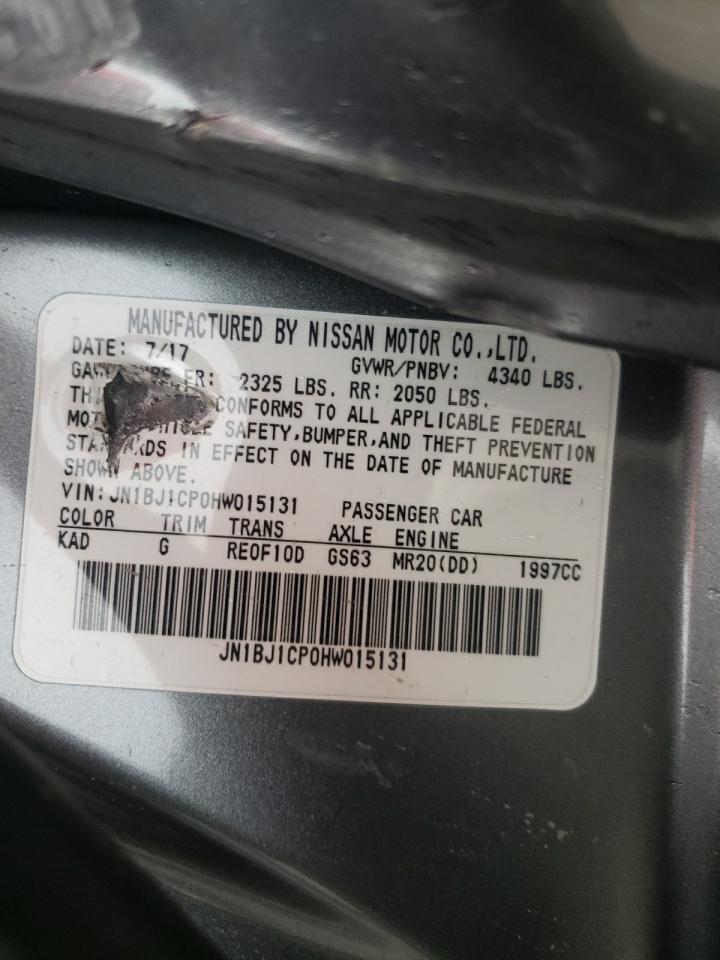 MANUFACTURED BY NISSAN MOTOR CO.,LTD.
DATE: 7/17 GVWR/PNBV: 4340 LBS.
FR: 2325 LBS. RR: 2050 LBS.
CONFORMS TO ALL APPLICABLE FEDERAL
SAFETY,BUMPER,AND THEFT PREVENTION
IN EFFECT ON THE DATE OF MANUFACTURE
SHOWN ABOVE.
VIN:JN1BJ1CP0HW015131 PASSENGER CAR
COLOR TRIM TRANS AXLE ENGINE
KAD G RE0F10D GS63 MR20(DD) 1997CC
JN1BJ1CP0HW015131